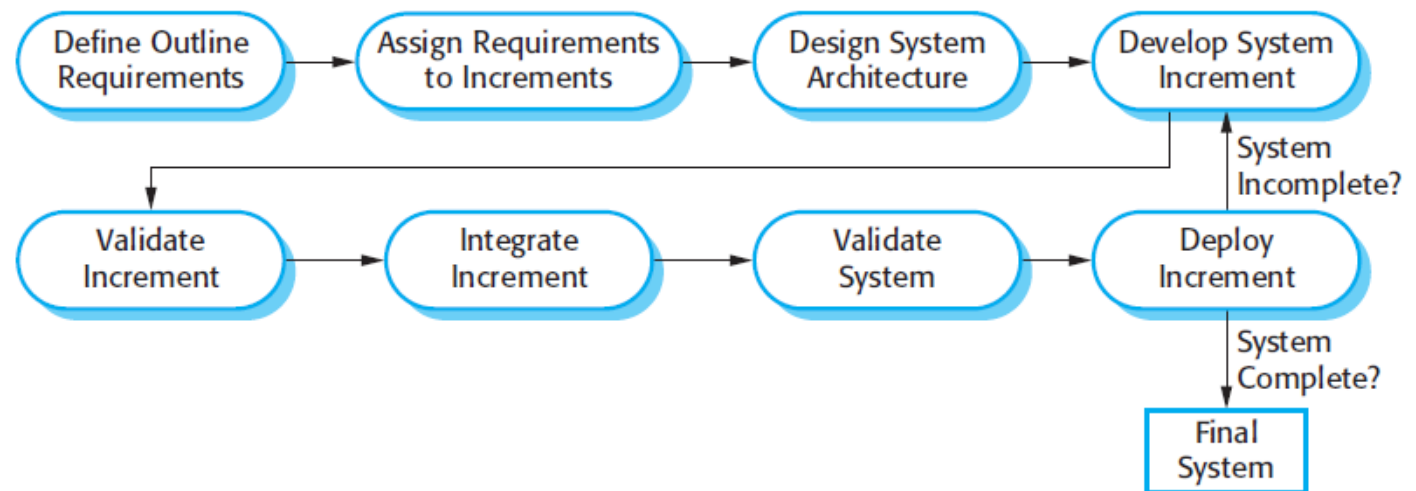 Define Outline
Requirements
Assign Requirements
to Increments
Design System
Architecture
Develop System
Increment
System
Incomplete?
Validate
Increment
Integrate
Increment
Validate
System
Deploy
Increment
System
Complete?
Final
System